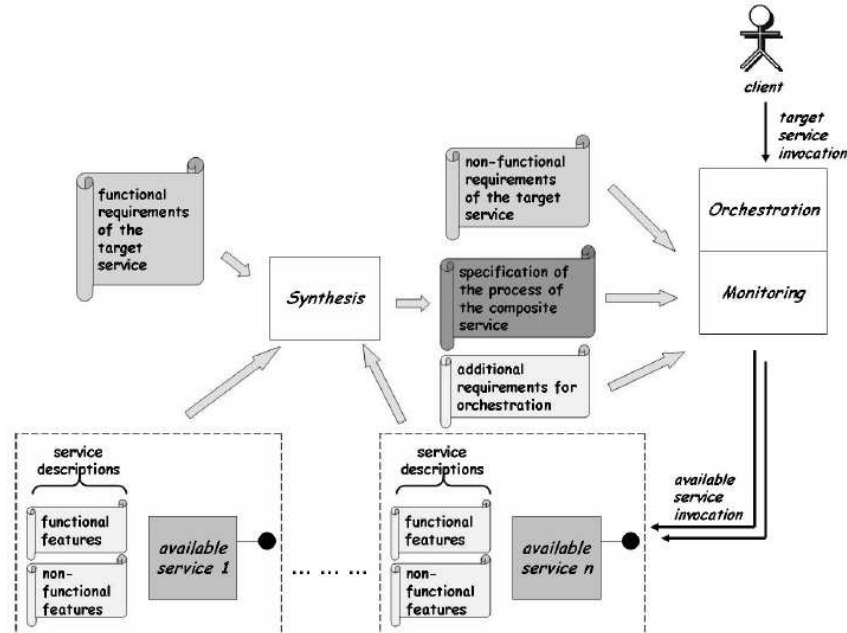 client
target
service
invocation
functional
requirements
of the
target
service
non-functional
requirements
of the target
service
Orchestration
Synthesis
specification of
the process of
the composite
service
Monitoring
additional
requirements for
orchestration
service
descriptions
functional
features
non-
functional
features
available
service 1
... ...
service
descriptions
functional
features
non-
functional
features
available
service n
available
service
invocation